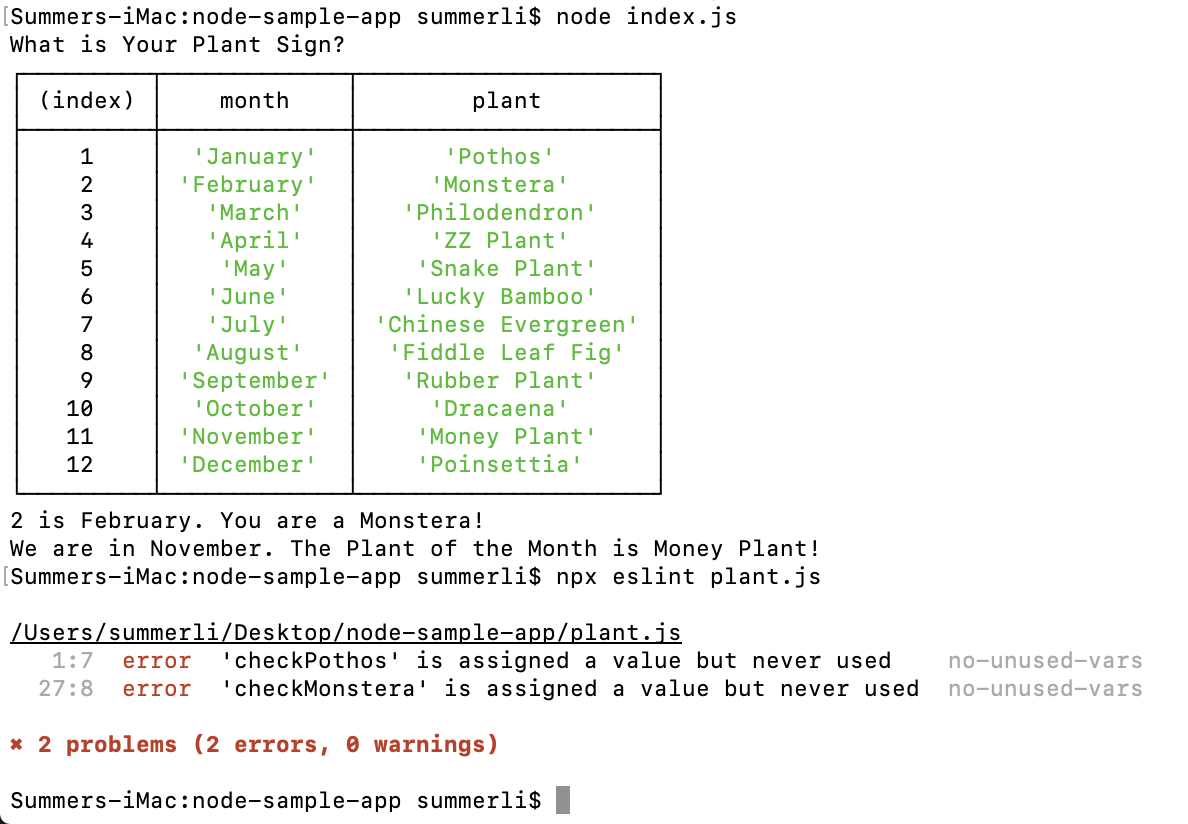 [Summers-iMac:node-sample-app summerli$ node index.js
What is Your Plant Sign?
(index) month plant
1 'January' 'Pothos'
2 'February' 'Monstera'
3 'March' 'Philodendron'
4 'April' 'ZZ Plant'
5 'May' 'Snake Plant'
6 'June' 'Lucky Bamboo'
7 'July' 'Chinese Evergreen'
8 'August' 'Fiddle Leaf Fig'
9 'September' 'Rubber Plant'
10 'October' 'Dracaena'
11 'November' 'Money Plant'
12 'December' 'Poinsettia'
2 is February. You are a Monstera!
We are in November. The Plant of the Month is Money Plant!
[Summers-iMac:node-sample-app summerli$ npx eslint plant.js
/Users/summerli/Desktop/node-sample-app/plant.js
1:7 error 'checkPothos' is assigned a value but never used no-unused-vars
27:8 error 'checkMonstera' is assigned a value but never used no-unused-vars
✖ 2 problems (2 errors, 0 warnings)
Summers-iMac:node-sample-app summerli$